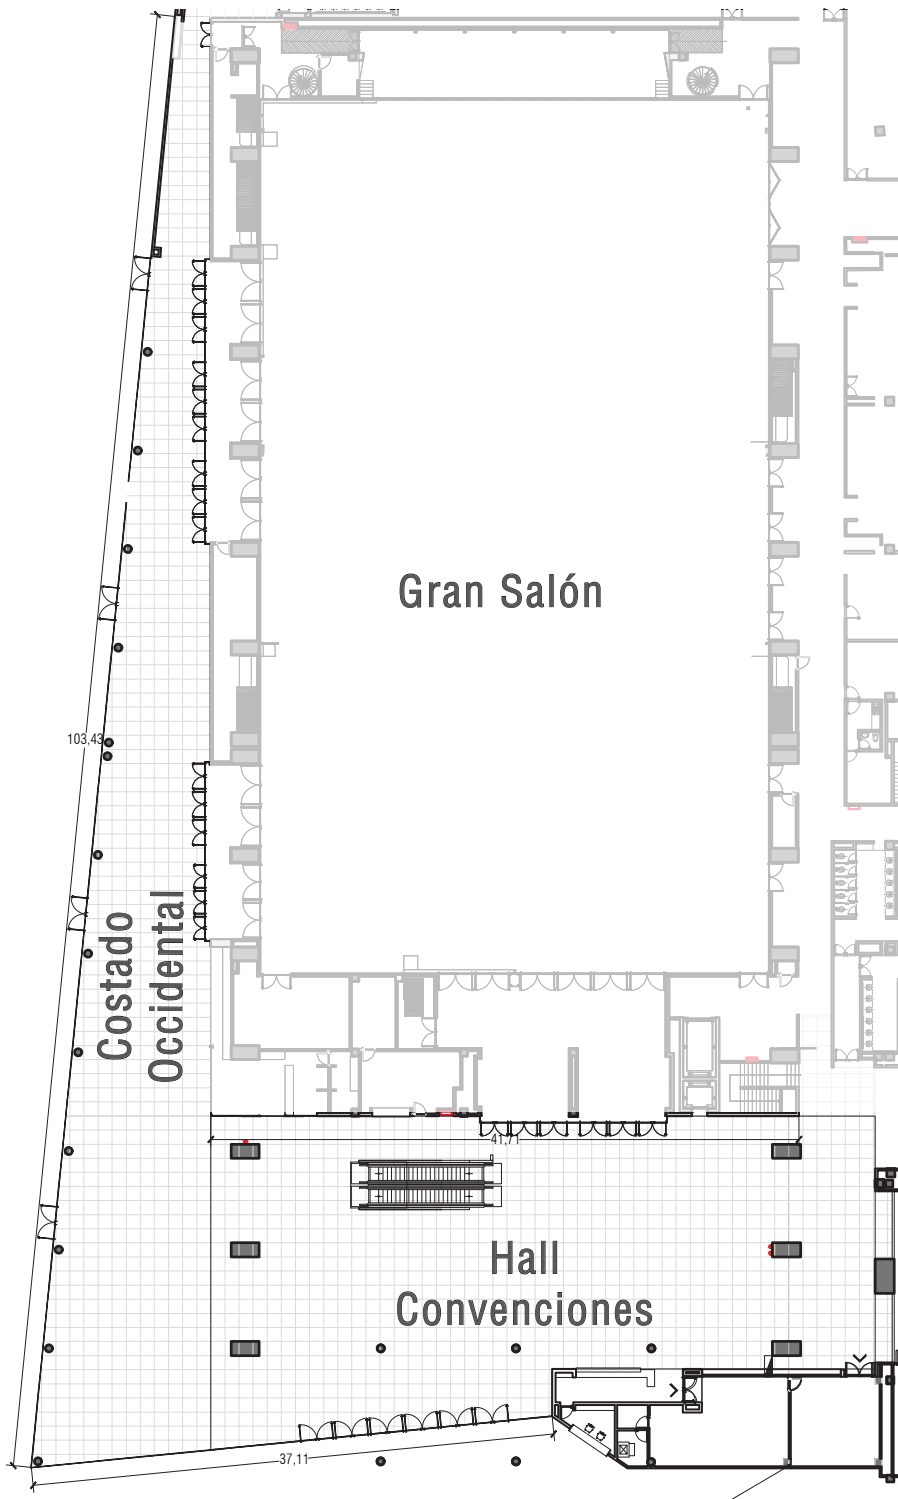 Gran Salón
103,43
Costado
Occidental
41,71
Hall
Convenciones
37,11